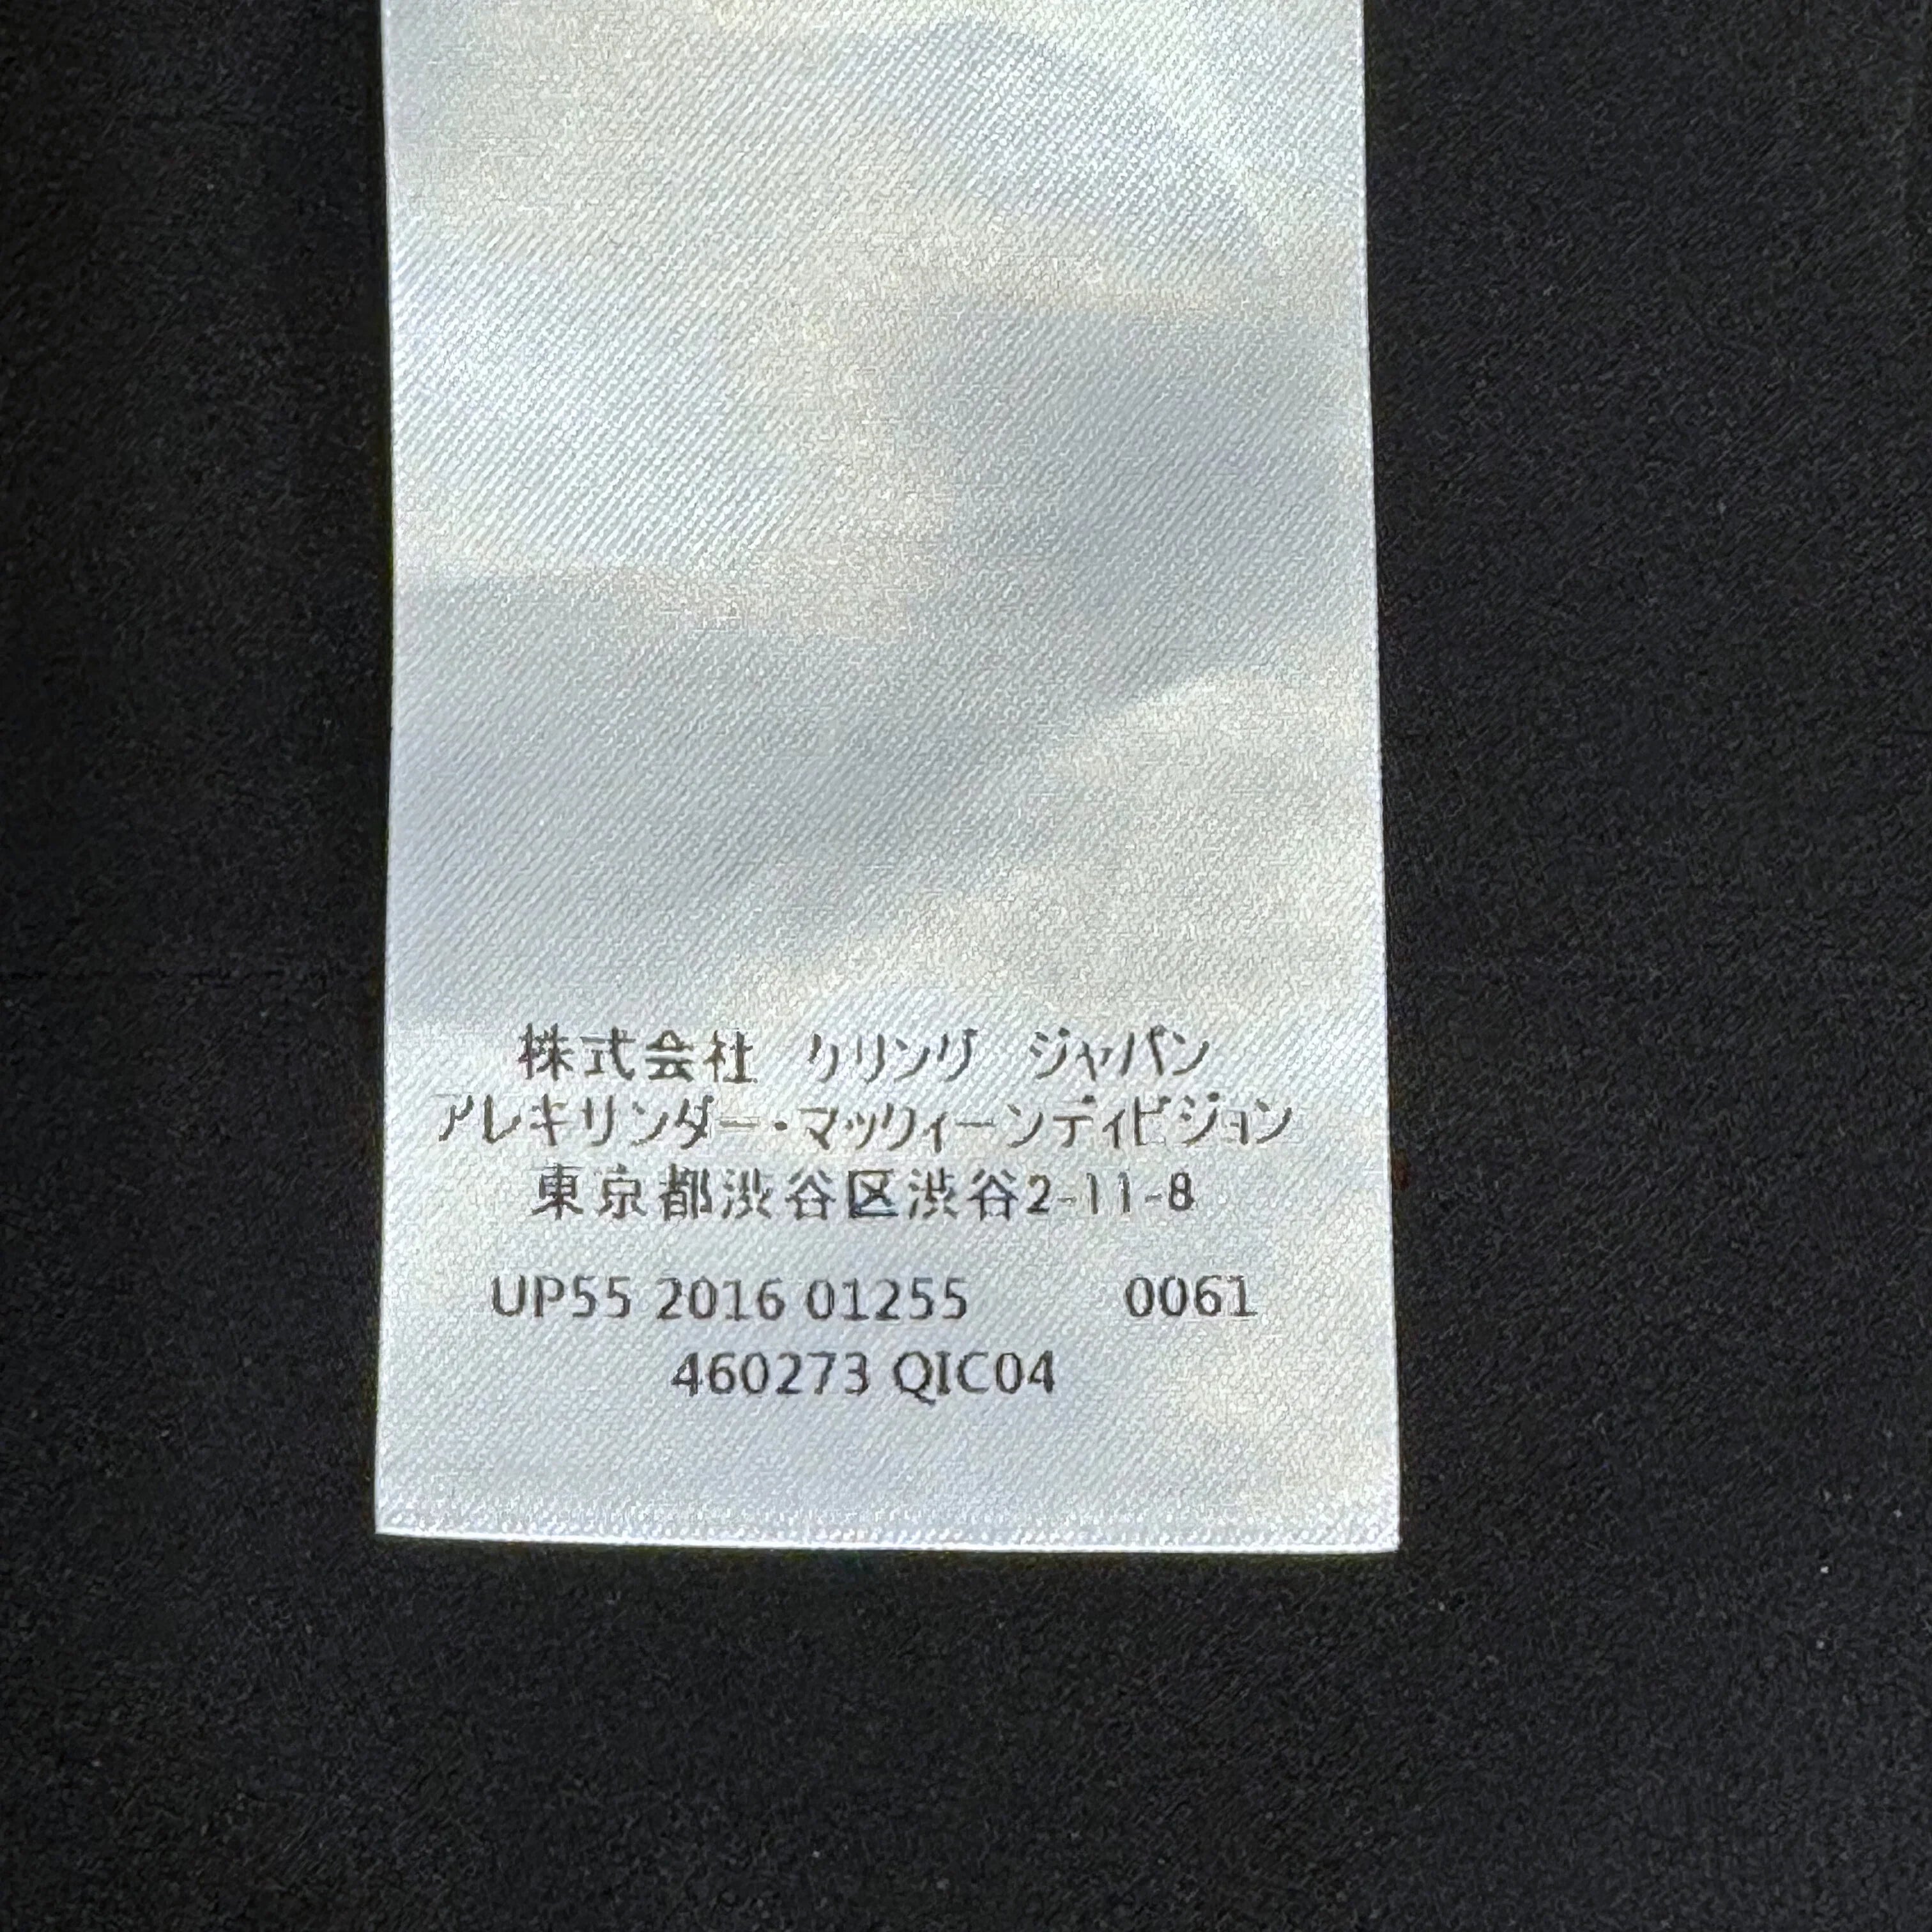 株式会社　ケリング　ジャパン
アレキサンダー・マックィーンディビジョン
東京都渋谷区渋谷2-11-8
UP55 2016 01255 0061
460273 QIC04